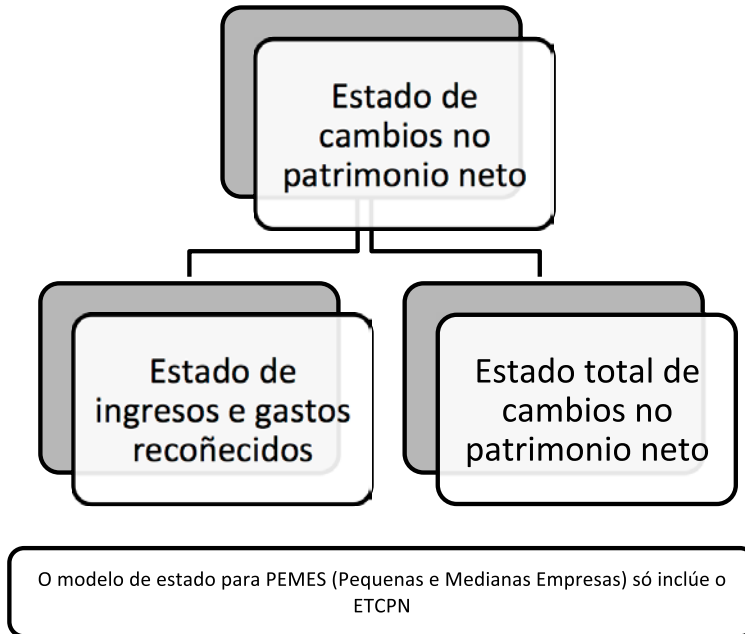 Estado de
cambios no
patrimonio neto
Estado de
ingresos e gastos
recoñecidos
Estado total de
cambios no
patrimonio neto
O modelo de estado para PEMES (Pequenas e Medianas Empresas) só inclúe o
ETCPN